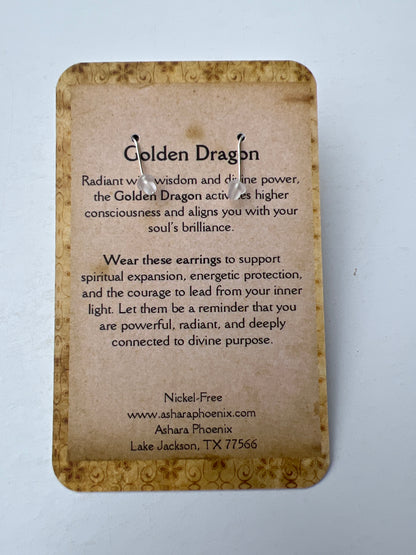 Golden Dragon
Radiant with wisdom and divine power,
the Golden Dragon activates higher
consciousness and aligns you with your
soul's brilliance.
Wear these earrings to support
spiritual expansion, energetic protection,
and the courage to lead from your inner
light. Let them be a reminder that you
are powerful, radiant, and deeply
connected to divine purpose.
Nickel-Free
www.asharaphoenix.com
Ashara Phoenix
Lake Jackson, TX 77566